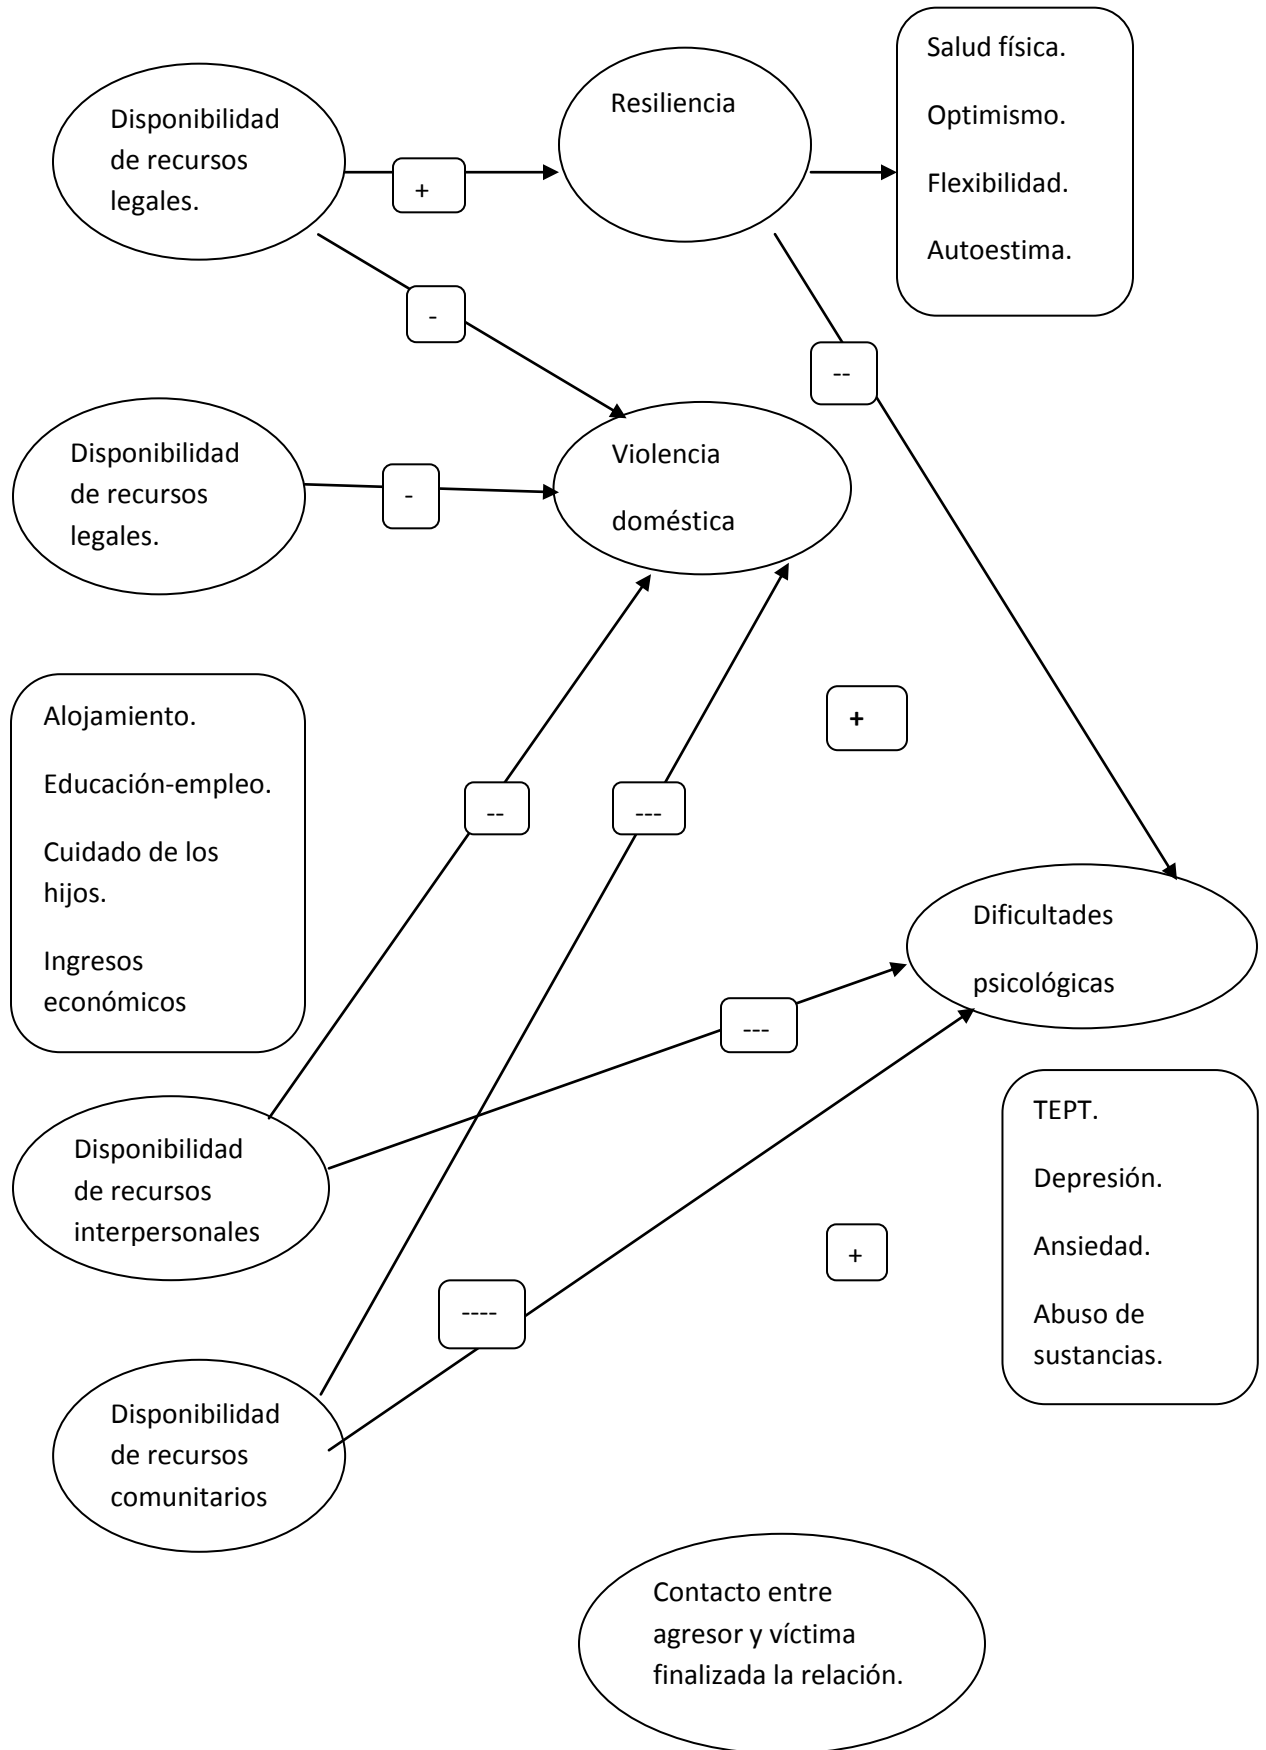 Disponibilidad
de recursos
legales.
+
Resiliencia
Salud física.
Optimismo.
Flexibilidad.
Autoestima.
-
--
Disponibilidad
de recursos
legales.
-
Violencia
doméstica
Alojamiento.
Educación-empleo.
Cuidado de los
hijos.
Ingresos
económicos
+
--
---
Dificultades
psicológicas
---
Disponibilidad
de recursos
interpersonales
TEPT.
Depresión.
Ansiedad.
Abuso de
sustancias.
+
----
Disponibilidad
de recursos
comunitarios
Contacto entre
agresor y víctima
finalizada la relación.